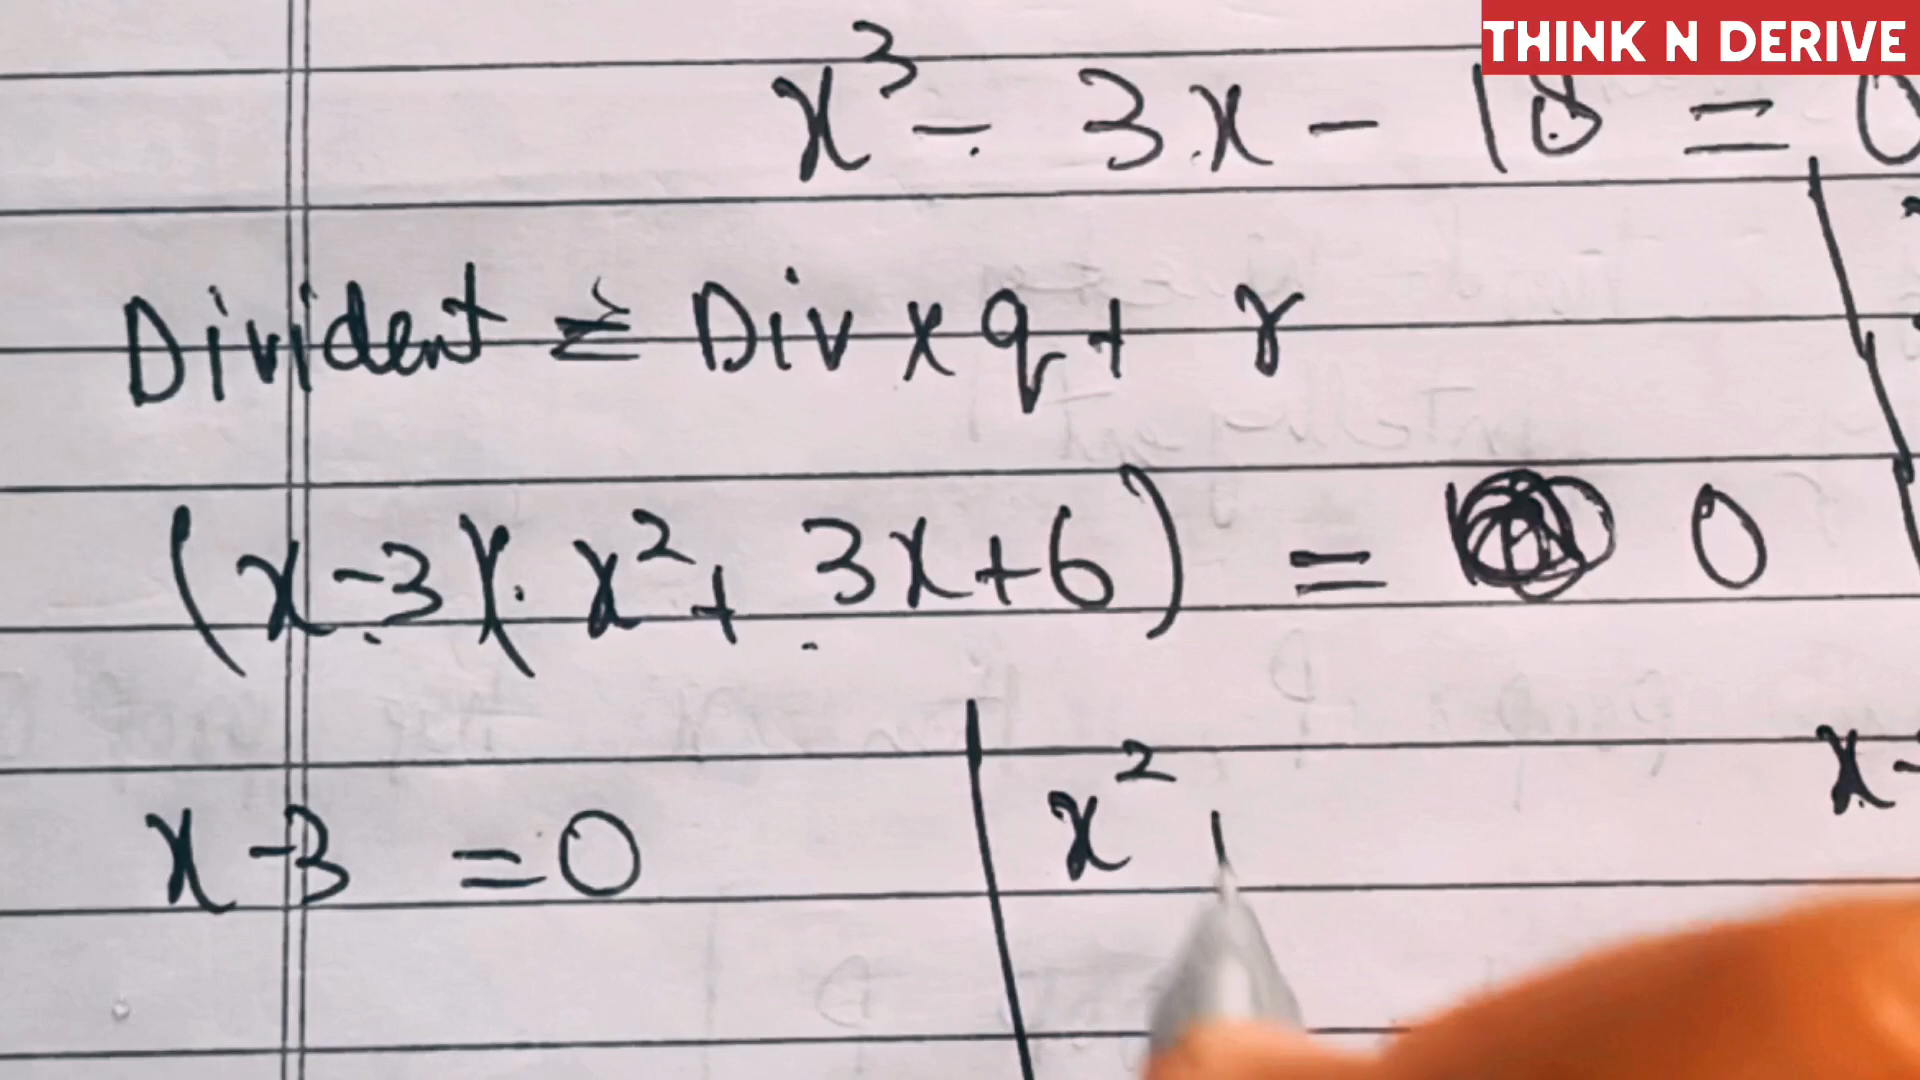 THINK N DERIVE
x³ - 3x - 18 = 0
Divident = Div x q + r
(x-3)(x² + 3x+6) = 0
x-3 = 0
x²
x-